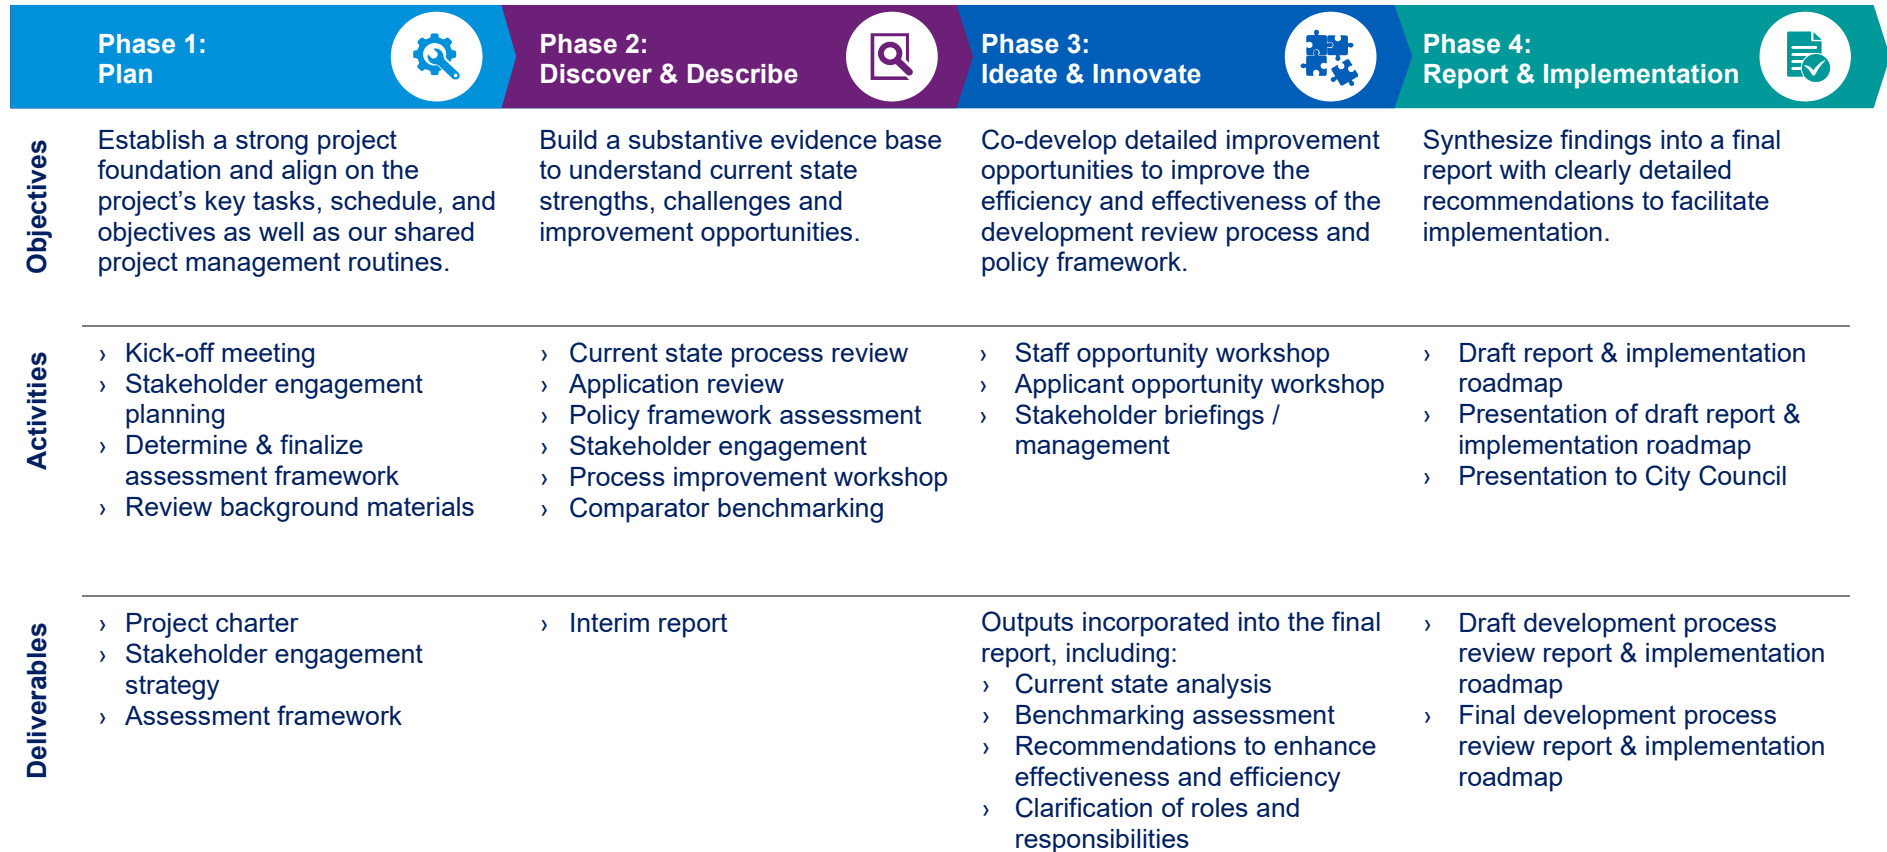 Phase 1:
Plan
Phase 2:
Discover & Describe
Phase 3:
Ideate & Innovate
Phase 4:
Report & Implementation
Objectives
Establish a strong project
foundation and align on the
project’s key tasks, schedule, and
objectives as well as our shared
project management routines.
Build a substantive evidence base
to understand current state
strengths, challenges and
improvement opportunities.
Co-develop detailed improvement
opportunities to improve the
efficiency and effectiveness of the
development review process and
policy framework.
Synthesize findings into a final
report with clearly detailed
recommendations to facilitate
implementation.
Activities
› Kick-off meeting
› Stakeholder engagement
planning
› Determine & finalize
assessment framework
› Review background materials
› Current state process review
› Application review
› Policy framework assessment
› Stakeholder engagement
› Process improvement workshop
› Comparator benchmarking
› Staff opportunity workshop
› Applicant opportunity workshop
› Stakeholder briefings /
management
› Draft report & implementation
roadmap
› Presentation of draft report &
implementation roadmap
› Presentation to City Council
Deliverables
› Project charter
› Stakeholder engagement
strategy
› Assessment framework
› Interim report
Outputs incorporated into the final
report, including:
› Current state analysis
› Benchmarking assessment
› Recommendations to enhance
effectiveness and efficiency
› Clarification of roles and
responsibilities
› Draft development process
review report & implementation
roadmap
› Final development process
review report & implementation
roadmap